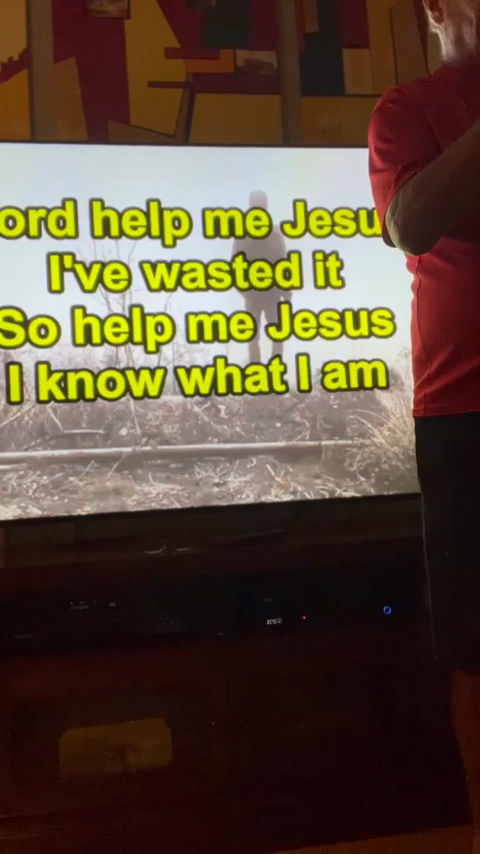 ord help me Jesu
I've wasted it
So help me Jesus
I know what I am